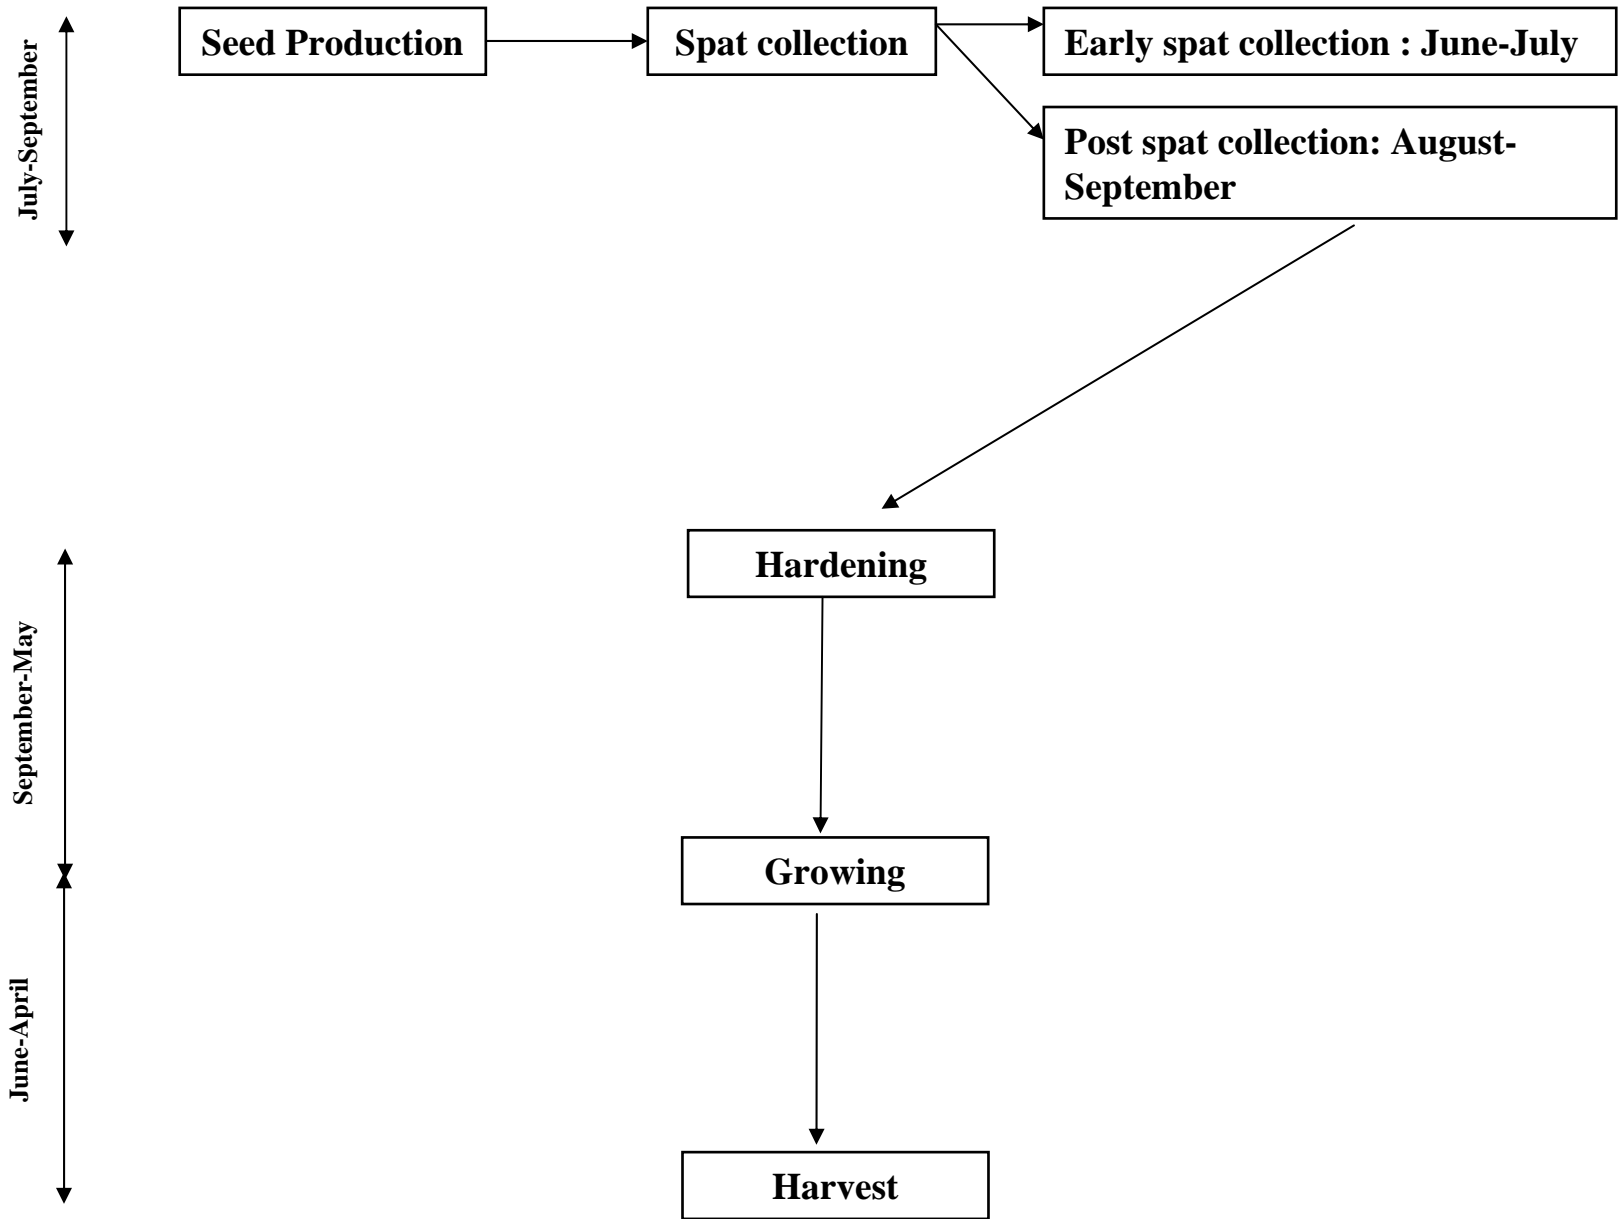 Seed Production
Spat collection
Early spat collection : June-July
Post spat collection: August-
September
July-September
Hardening
September-May
Growing
June-April
Harvest